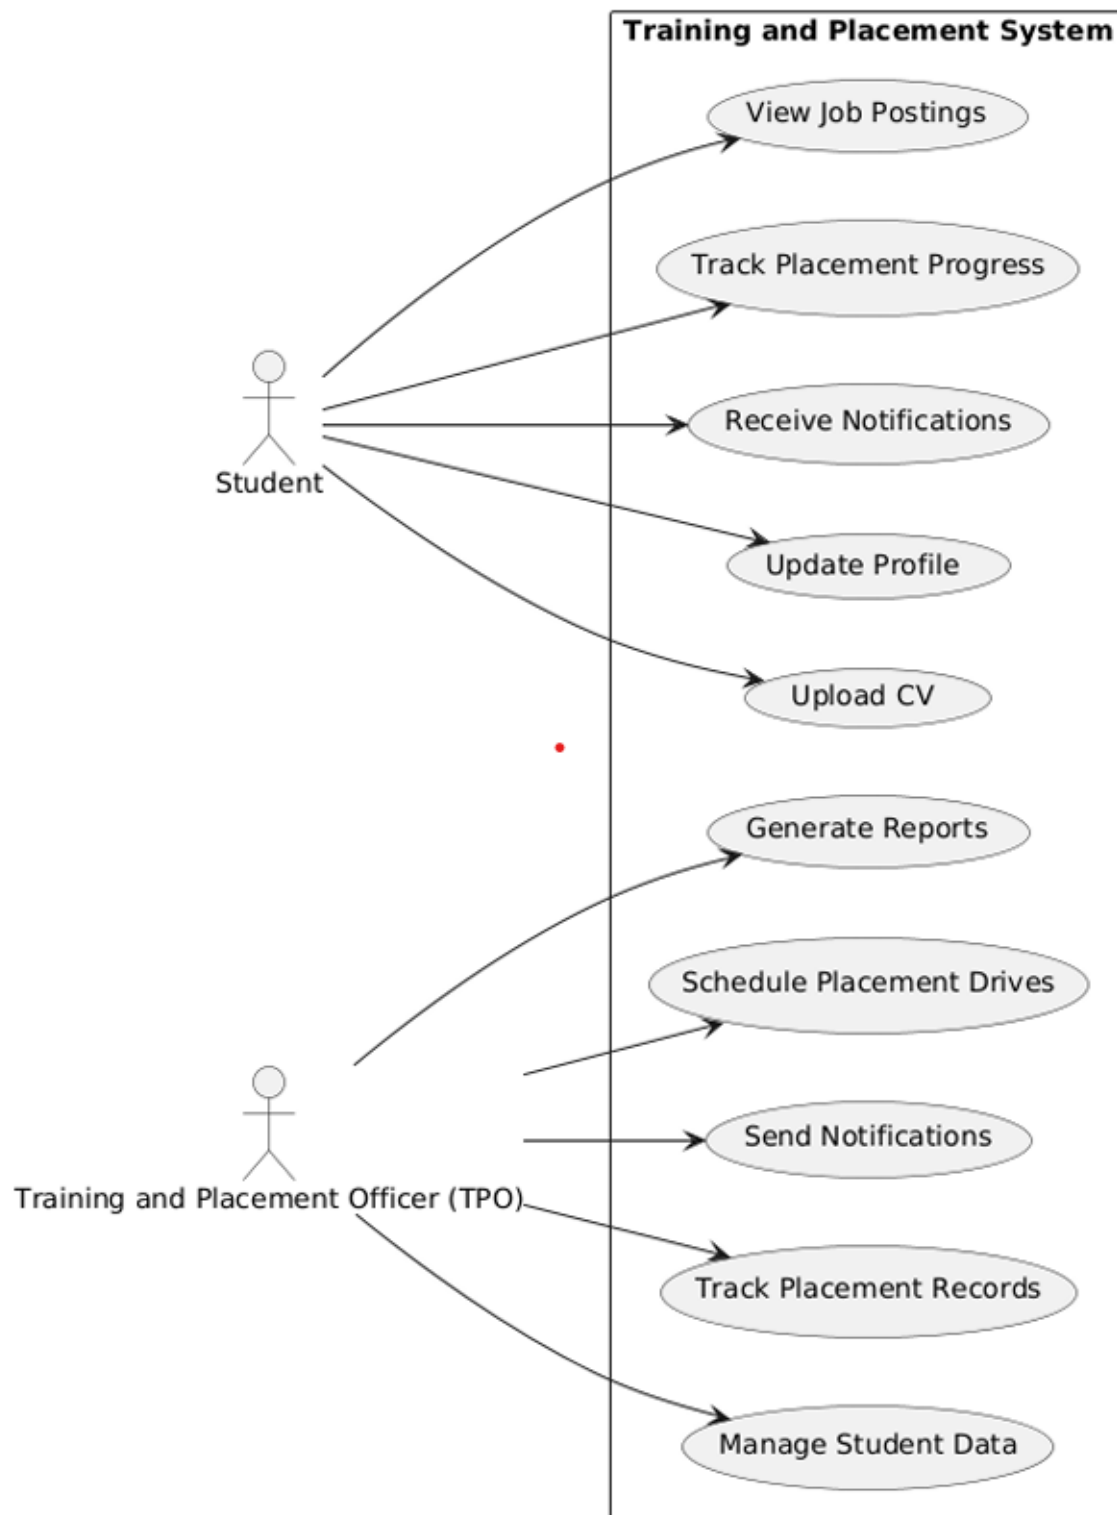 Training and Placement System
View Job Postings
Track Placement Progress
Receive Notifications
Student
Update Profile
Upload CV
Generate Reports
Schedule Placement Drives
Send Notifications
Training and Placement Officer (TPO)
Track Placement Records
Manage Student Data